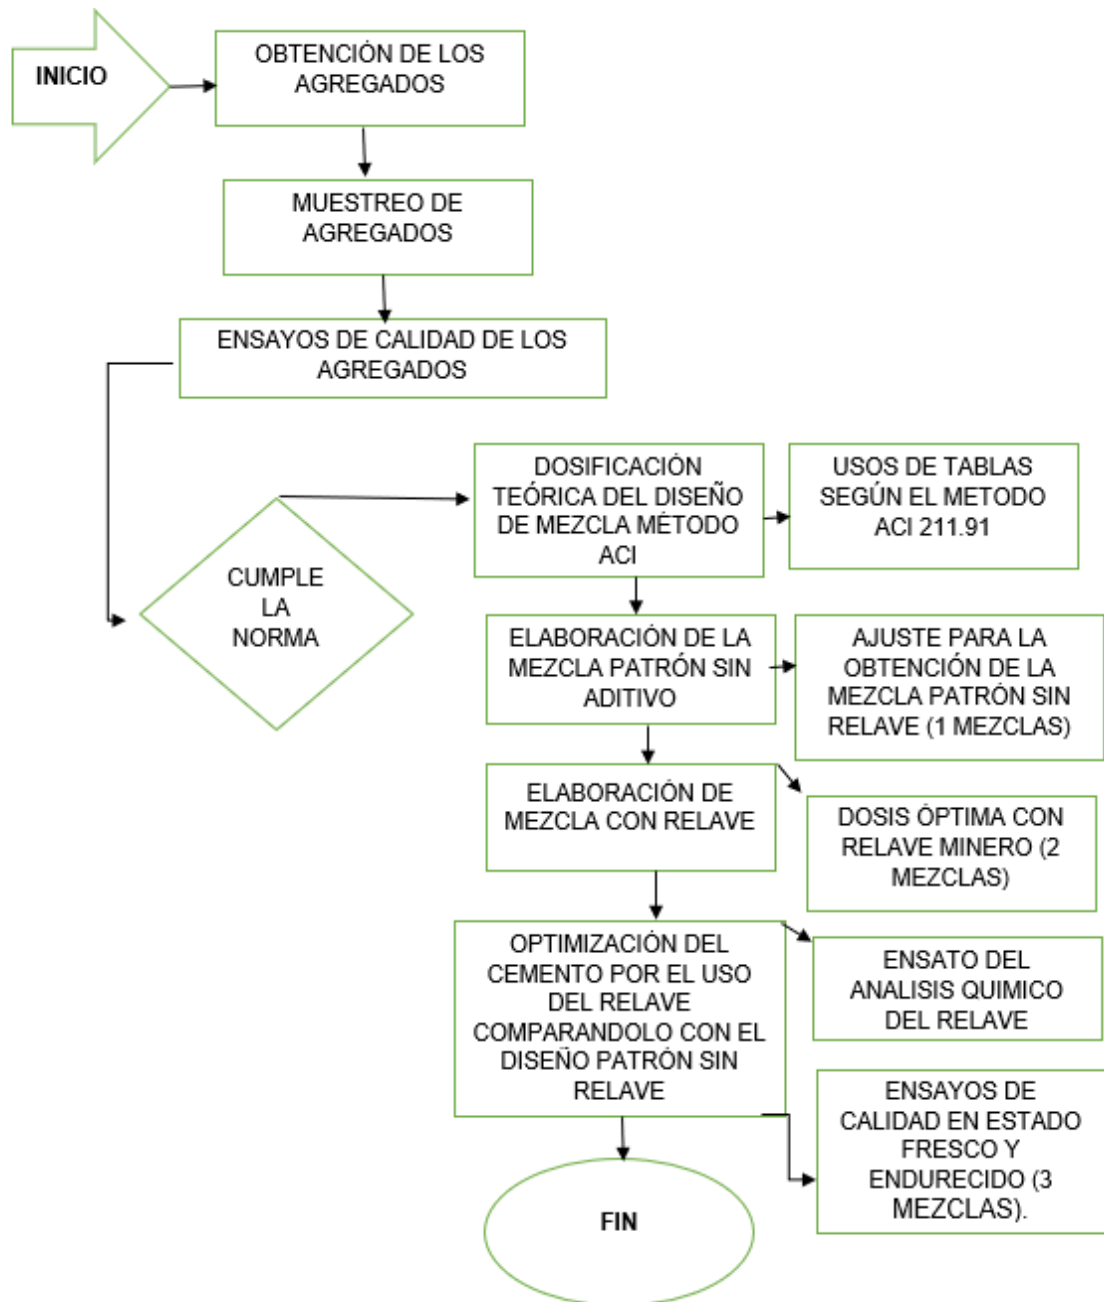 INICIO
OBTENCIÓN DE LOS
AGREGADOS
MUESTREO DE
AGREGADOS
ENSAYOS DE CALIDAD DE LOS
AGREGADOS
CUMPLE
LA
NORMA
DOSIFICACIÓN
TEÓRICA DEL DISEÑO
DE MEZCLA MÉTODO
ACI
USOS DE TABLAS
SEGÚN EL METODO
ACI 211.91
ELABORACIÓN DE LA
MEZCLA PATRÓN SIN
ADITIVO
AJUSTE PARA LA
OBTENCIÓN DE LA
MEZCLA PATRÓN SIN
RELAVE (1 MEZCLAS)
ELABORACIÓN DE
MEZCLA CON RELAVE
DOSIS ÓPTIMA CON
RELAVE MINERO (2
MEZCLAS)
OPTIMIZACIÓN DEL
CEMENTO POR EL USO
DEL RELAVE
COMPARANDOLO CON EL
DISEÑO PATRÓN SIN
RELAVE
ENSATO DEL
ANALISIS QUIMICO
DEL RELAVE
ENSAYOS DE
CALIDAD EN ESTADO
FRESCO Y
ENDURECIDO (3
MEZCLAS).
FIN